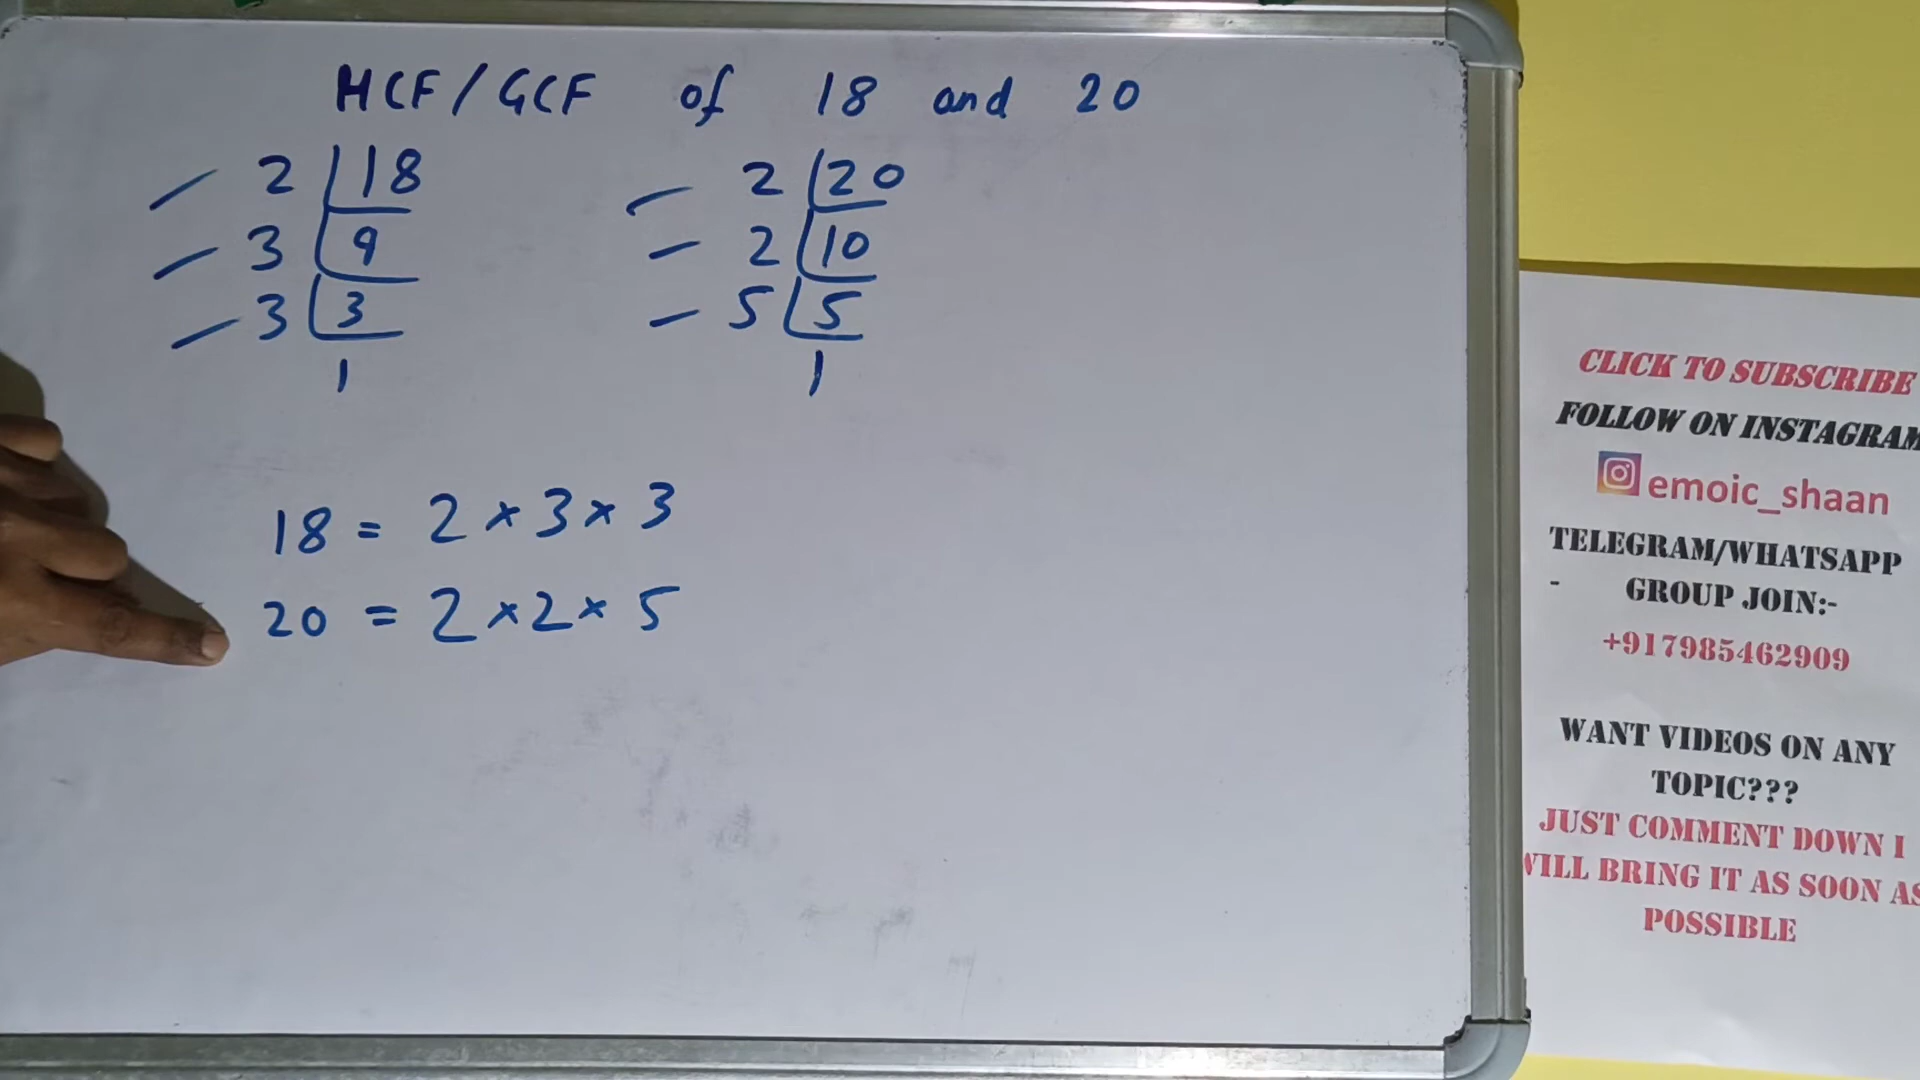 HCF/GCF of 18 and 20
2 | 18
3 | 9
3 | 3
1
2 | 20
2 | 10
5 | 5
1
18 = 2 × 3 × 3
20 = 2 × 2 × 5
CLICK TO SUBSCRIBE
FOLLOW ON INSTAGRAM
emoic_shaan
TELEGRAM/WHATSAPP
- GROUP JOIN:-
+917985462909
WANT VIDEOS ON ANY
TOPIC???
JUST COMMENT DOWN I
WILL BRING IT AS SOON AS
POSSIBLE